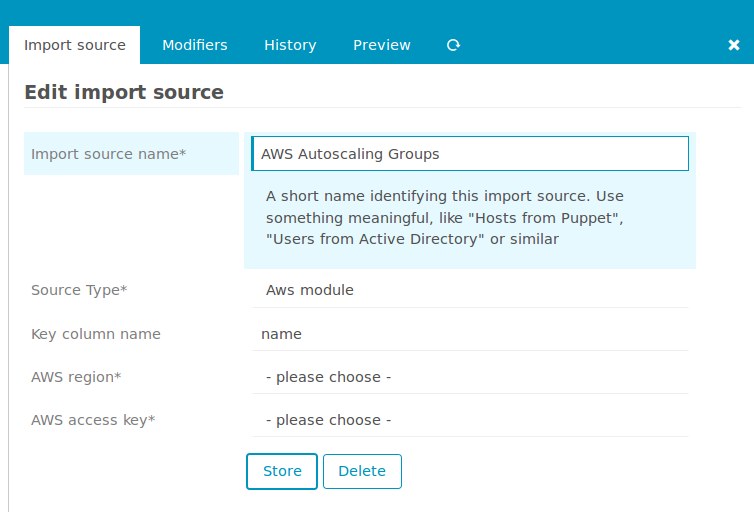 Import source Modifiers History Preview
Edit import source
Import source name* AWS Autoscaling Groups
A short name identifying this import source. Use
something meaningful, like "Hosts from Puppet",
"Users from Active Directory" or similar
Source Type* Aws module
Key column name name
AWS region* - please choose -
AWS access key* - please choose -
Store Delete